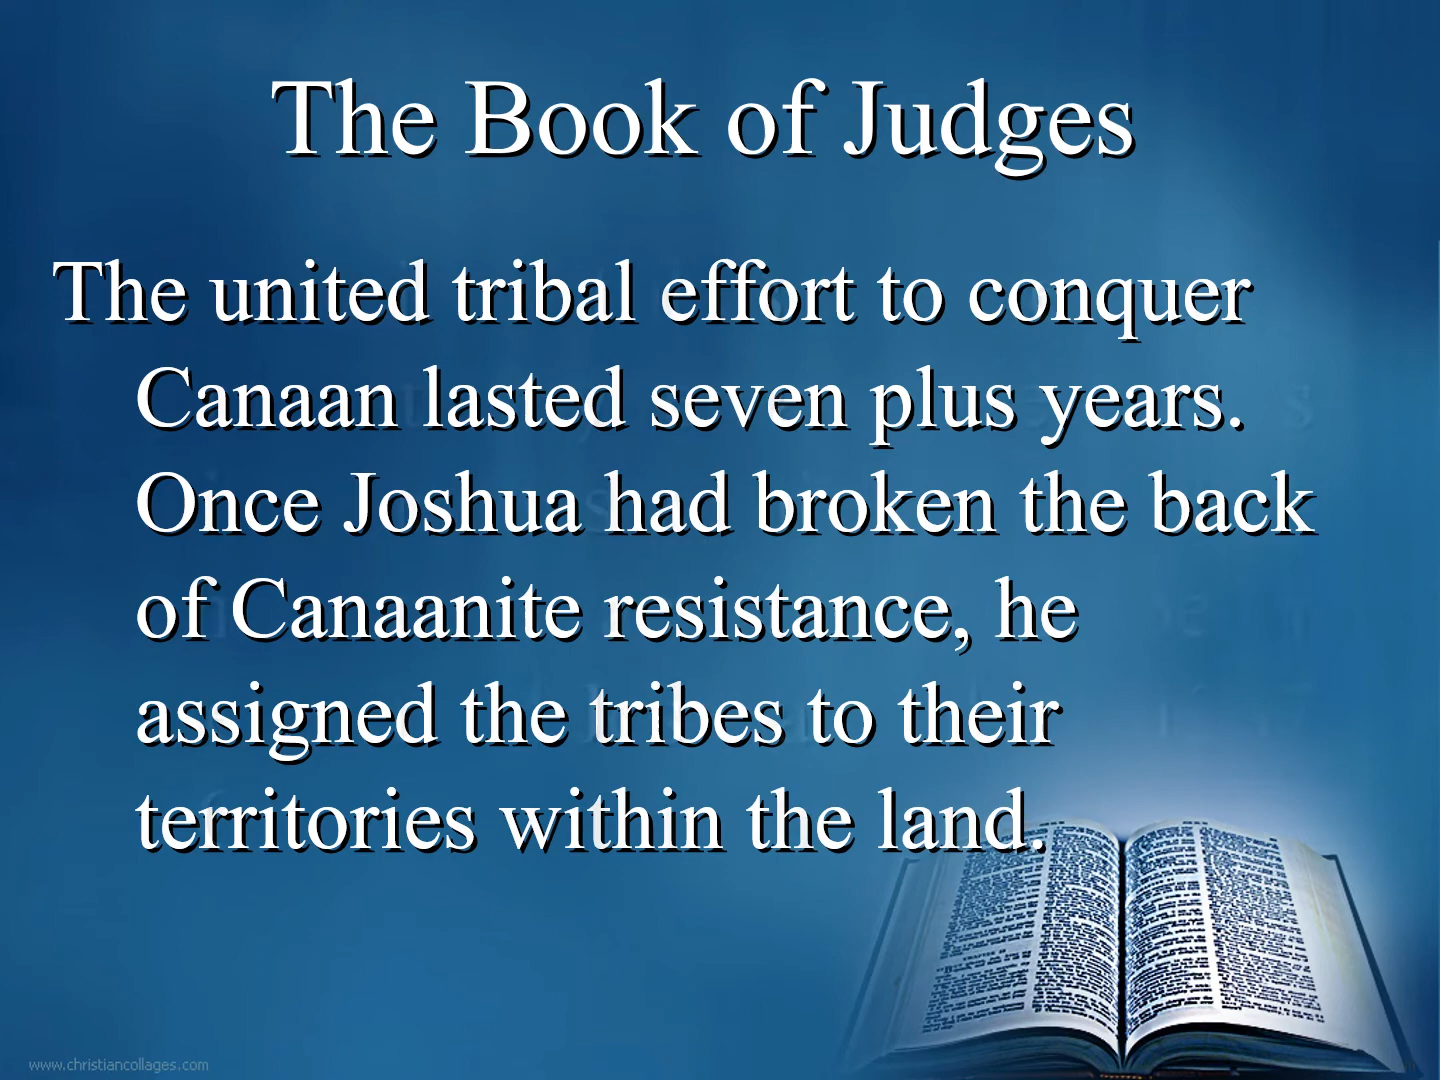 The Book of Judges
The united tribal effort to conquer
Canaan lasted seven plus years.
Once Joshua had broken the back
of Canaanite resistance, he
assigned the tribes to their
territories within the land.
www.christiancollages.com